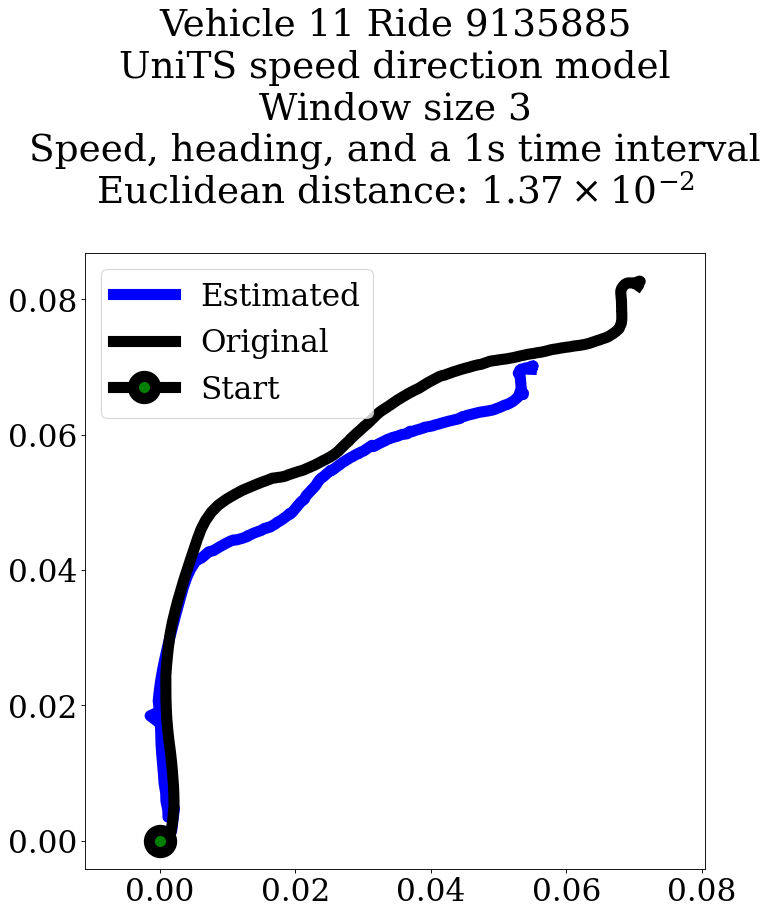 Vehicle 11 Ride 9135885
UniTS speed direction model
Window size 3
Speed, heading, and a 1s time interval
Euclidean distance: 1.37 × 10⁻²
Estimated
Original
Start
0.08
0.06
0.04
0.02
0.00
0.00 0.02 0.04 0.06 0.08